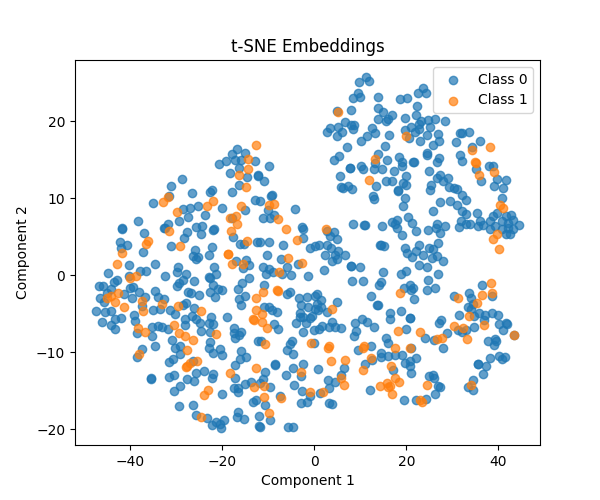 t-SNE Embeddings
Class 0
Class 1
20
10
0
−10
−20
Component 2
−40 −20 0 20 40
Component 1